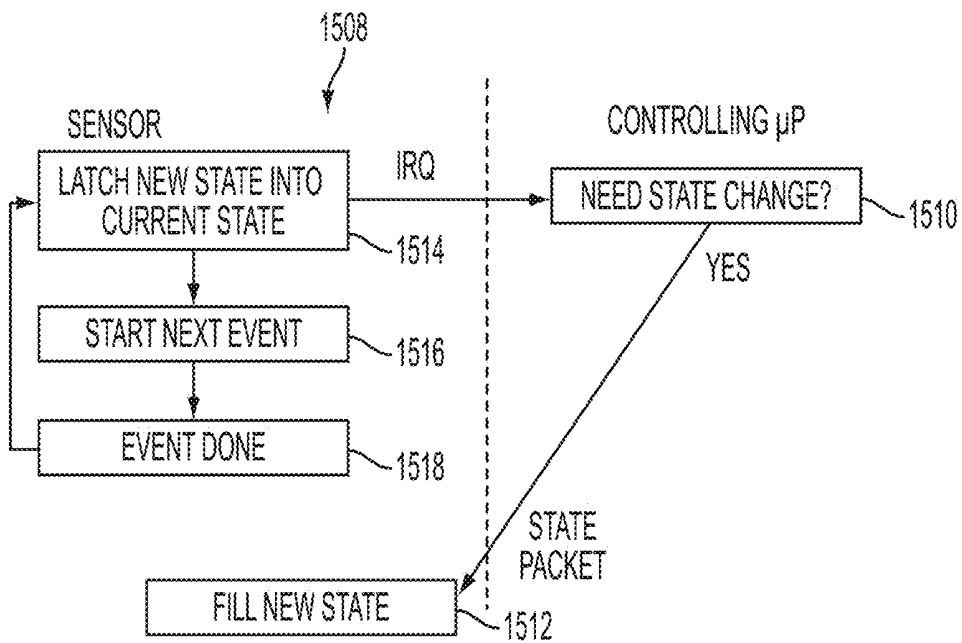 1508
SENSOR
CONTROLLING µP
LATCH NEW STATE INTO
CURRENT STATE
1514
IRQ
NEED STATE CHANGE?
1510
YES
START NEXT EVENT
1516
EVENT DONE
1518
STATE
PACKET
FILL NEW STATE
1512